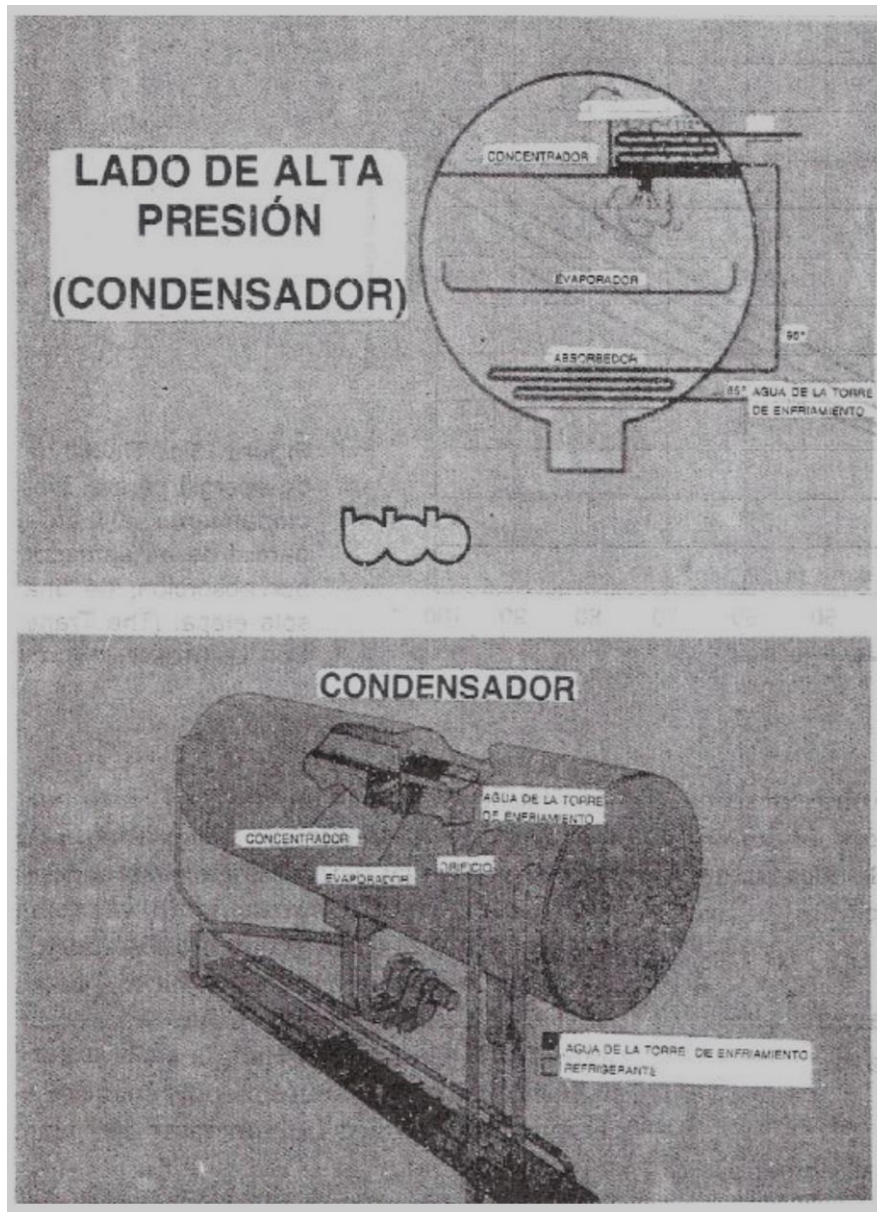 LADO DE ALTA
PRESIÓN
(CONDENSADOR)
CONCENTRADOR
EVAPORADOR
ABSORBEDOR
95°
85° AGUA DE LA TORRE
DE ENFRIAMIENTO
CONDENSADOR
AGUA DE LA TORRE
DE ENFRIAMIENTO
CONCENTRADOR
ORIFICIO
EVAPORADOR
AGUA DE LA TORRE DE ENFRIAMIENTO
REFRIGERANTE